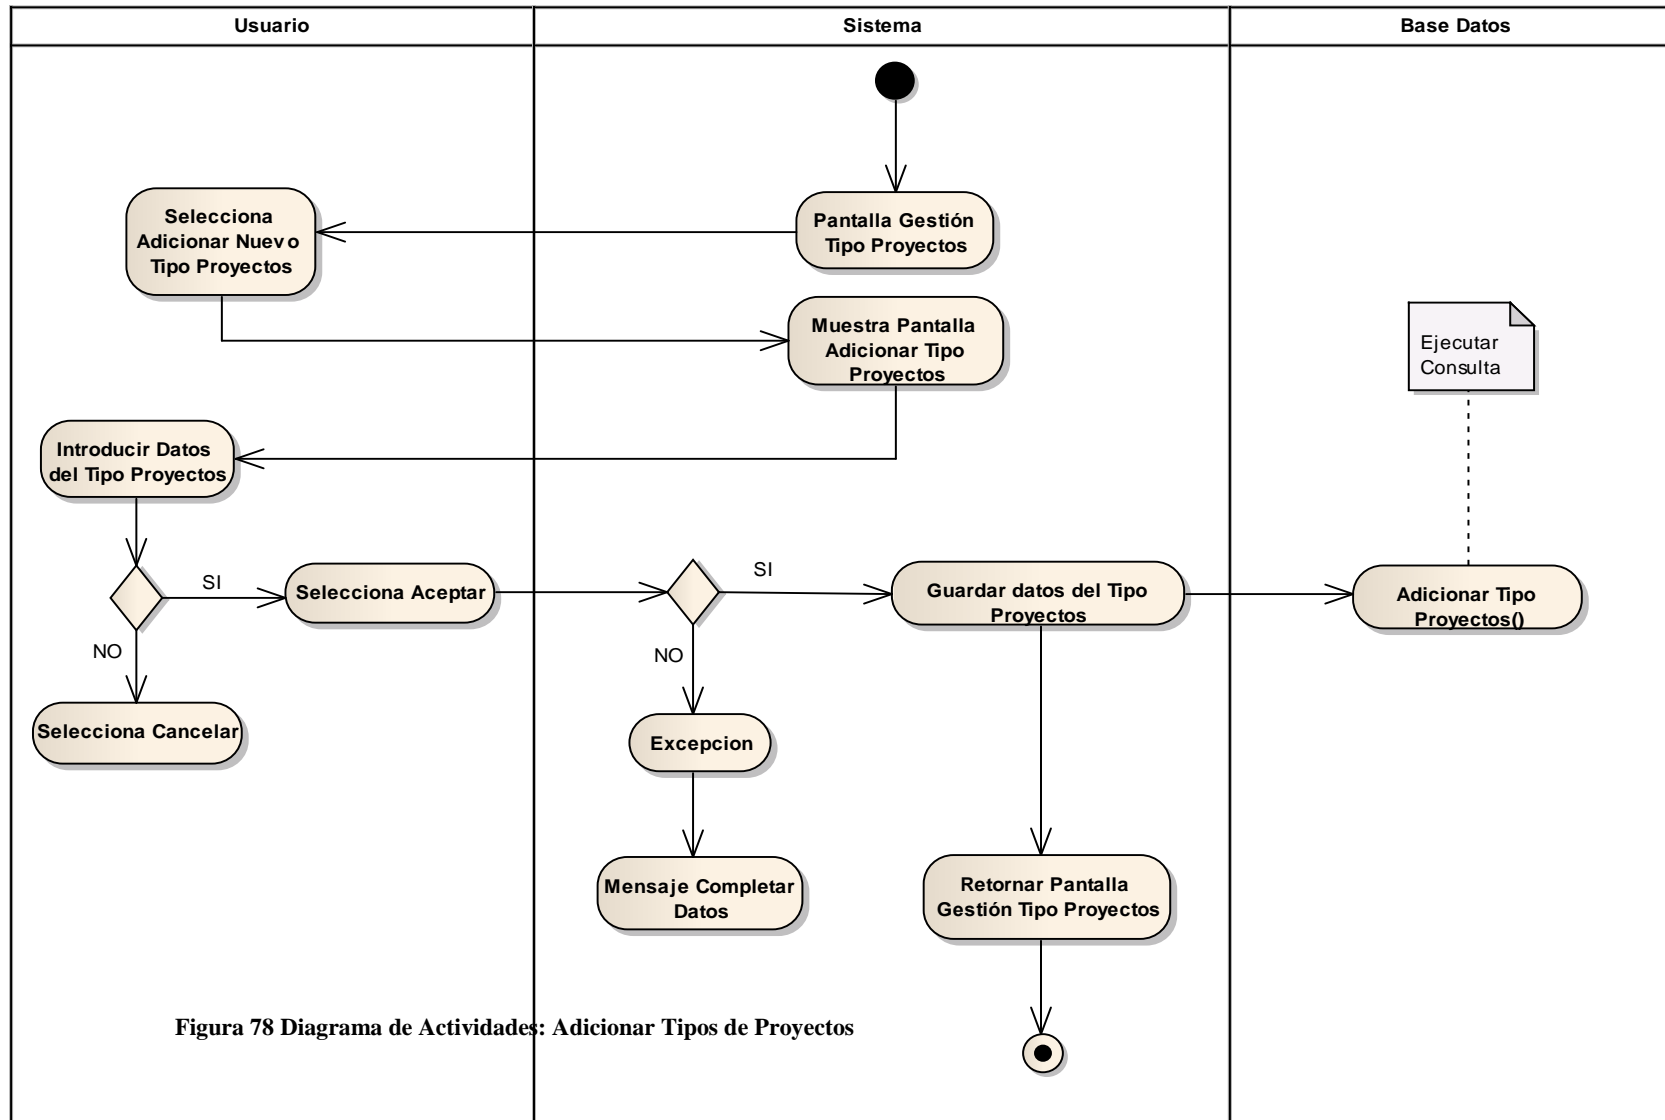 Usuario
Sistema
Base Datos
Selecciona
Adicionar Nuevo
Tipo Proyectos
Pantalla Gestión
Tipo Proyectos
Muestra Pantalla
Adicionar Tipo
Proyectos
Ejecutar
Consulta
Introducir Datos
del Tipo Proyectos
SI
Selecciona Aceptar
SI
Guardar datos del Tipo
Proyectos
Adicionar Tipo
Proyectos()
NO
NO
Selecciona Cancelar
Excepcion
Mensaje Completar
Datos
Retornar Pantalla
Gestión Tipo Proyectos
Figura 78 Diagrama de Actividades: Adicionar Tipos de Proyectos